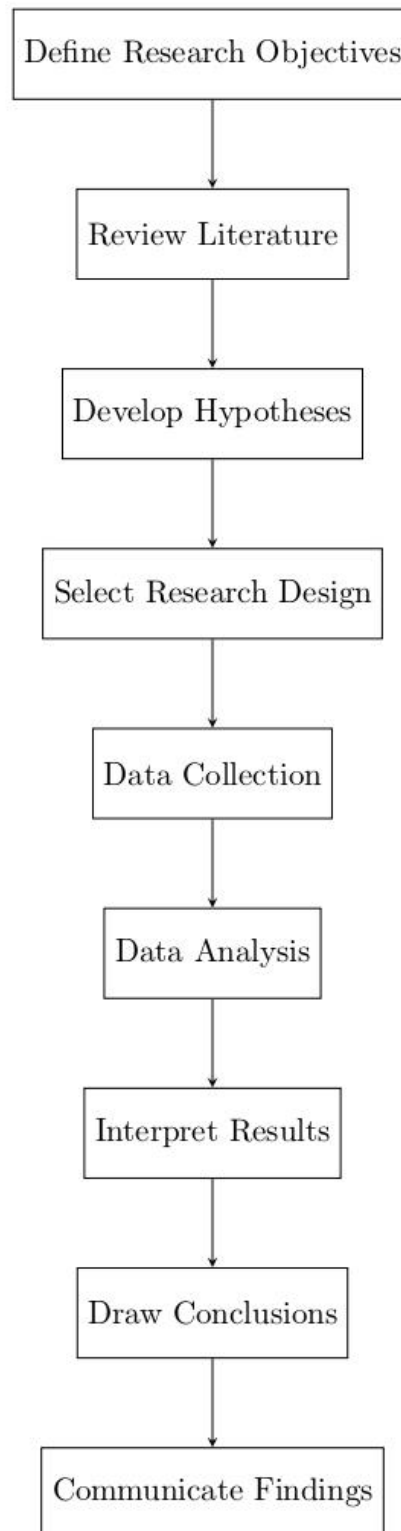 Define Research Objectives
Review Literature
Develop Hypotheses
Select Research Design
Data Collection
Data Analysis
Interpret Results
Draw Conclusions
Communicate Findings